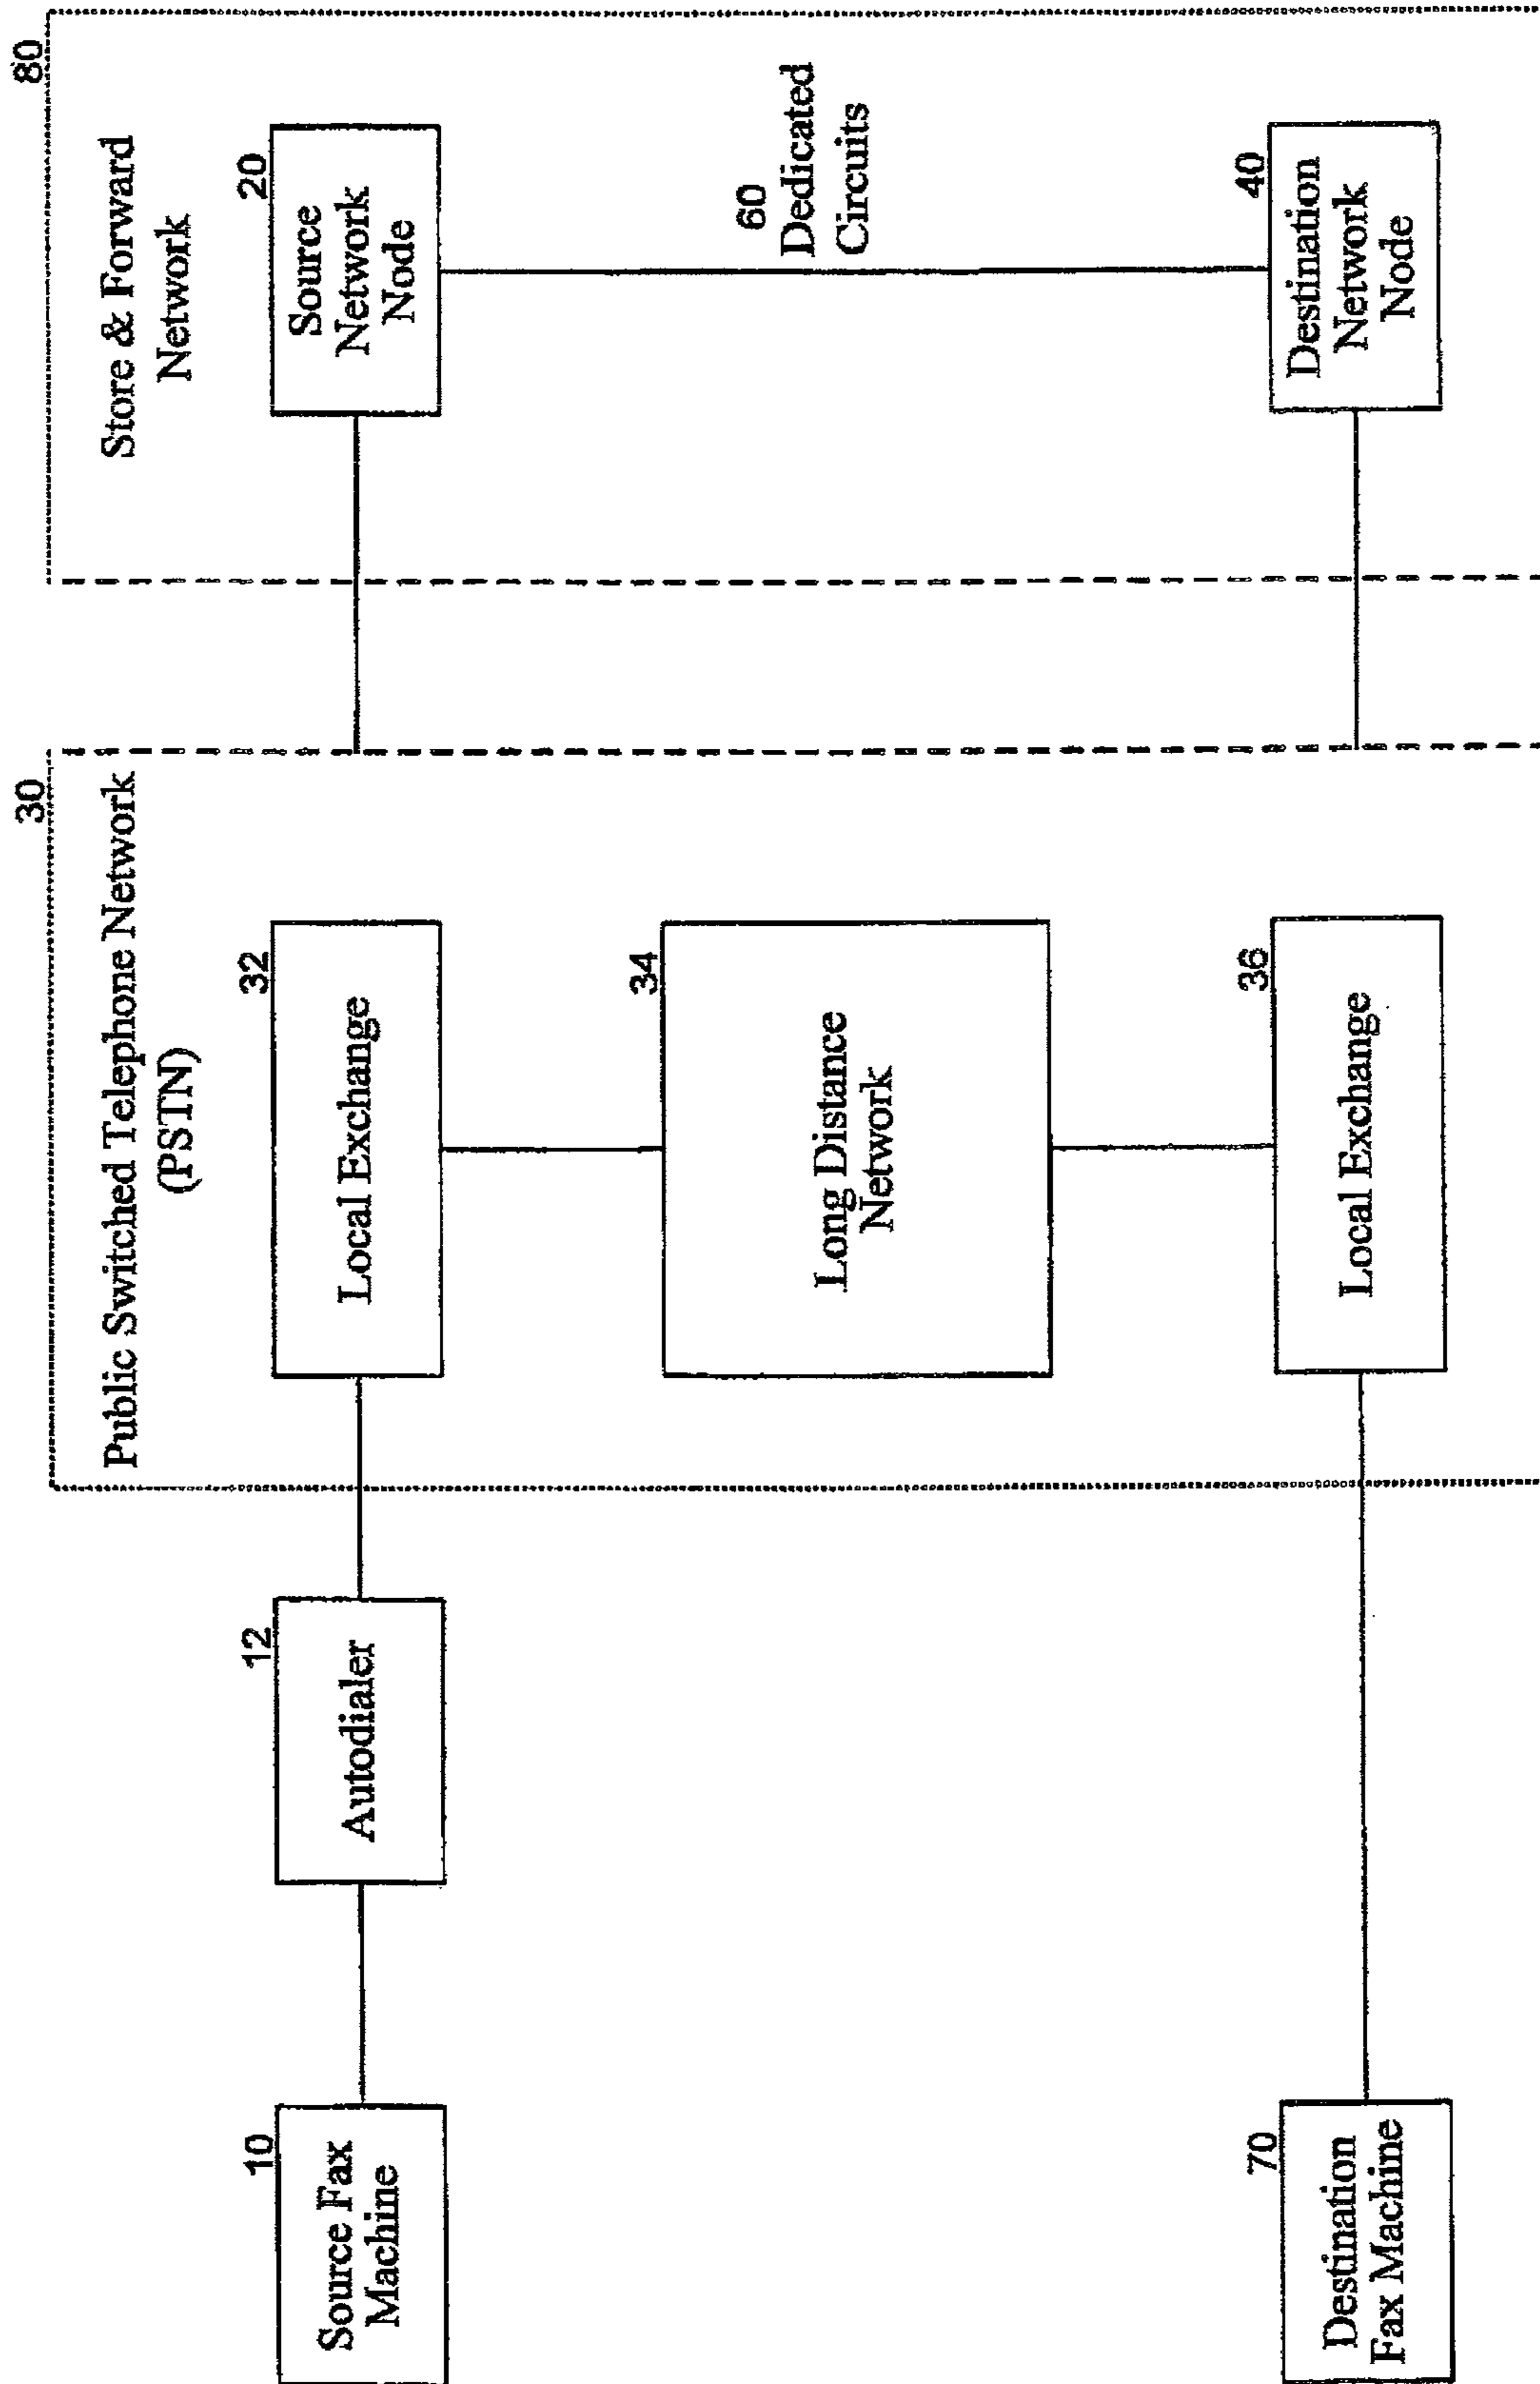 10
Source Fax
Machine
12
Autodialer
30
Public Switched Telephone Network
(PSTN)
32
Local Exchange
34
Long Distance
Network
36
Local Exchange
80
Store & Forward
Network
20
Source
Network
Node
60
Dedicated
Circuits
40
Destination
Network
Node
70
Destination
Fax Machine